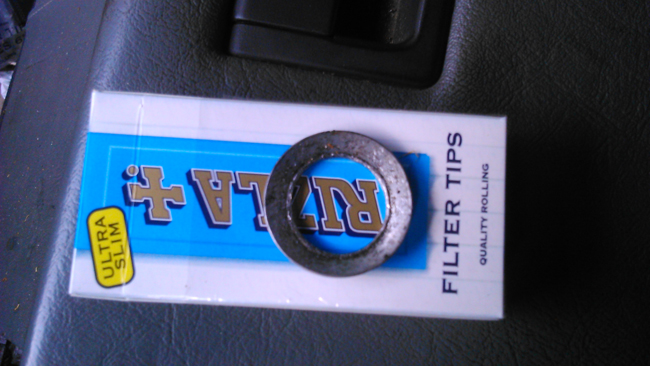 RIZLA+.
ULTRA
SLIM
FILTER TIPS
QUALITY ROLLING